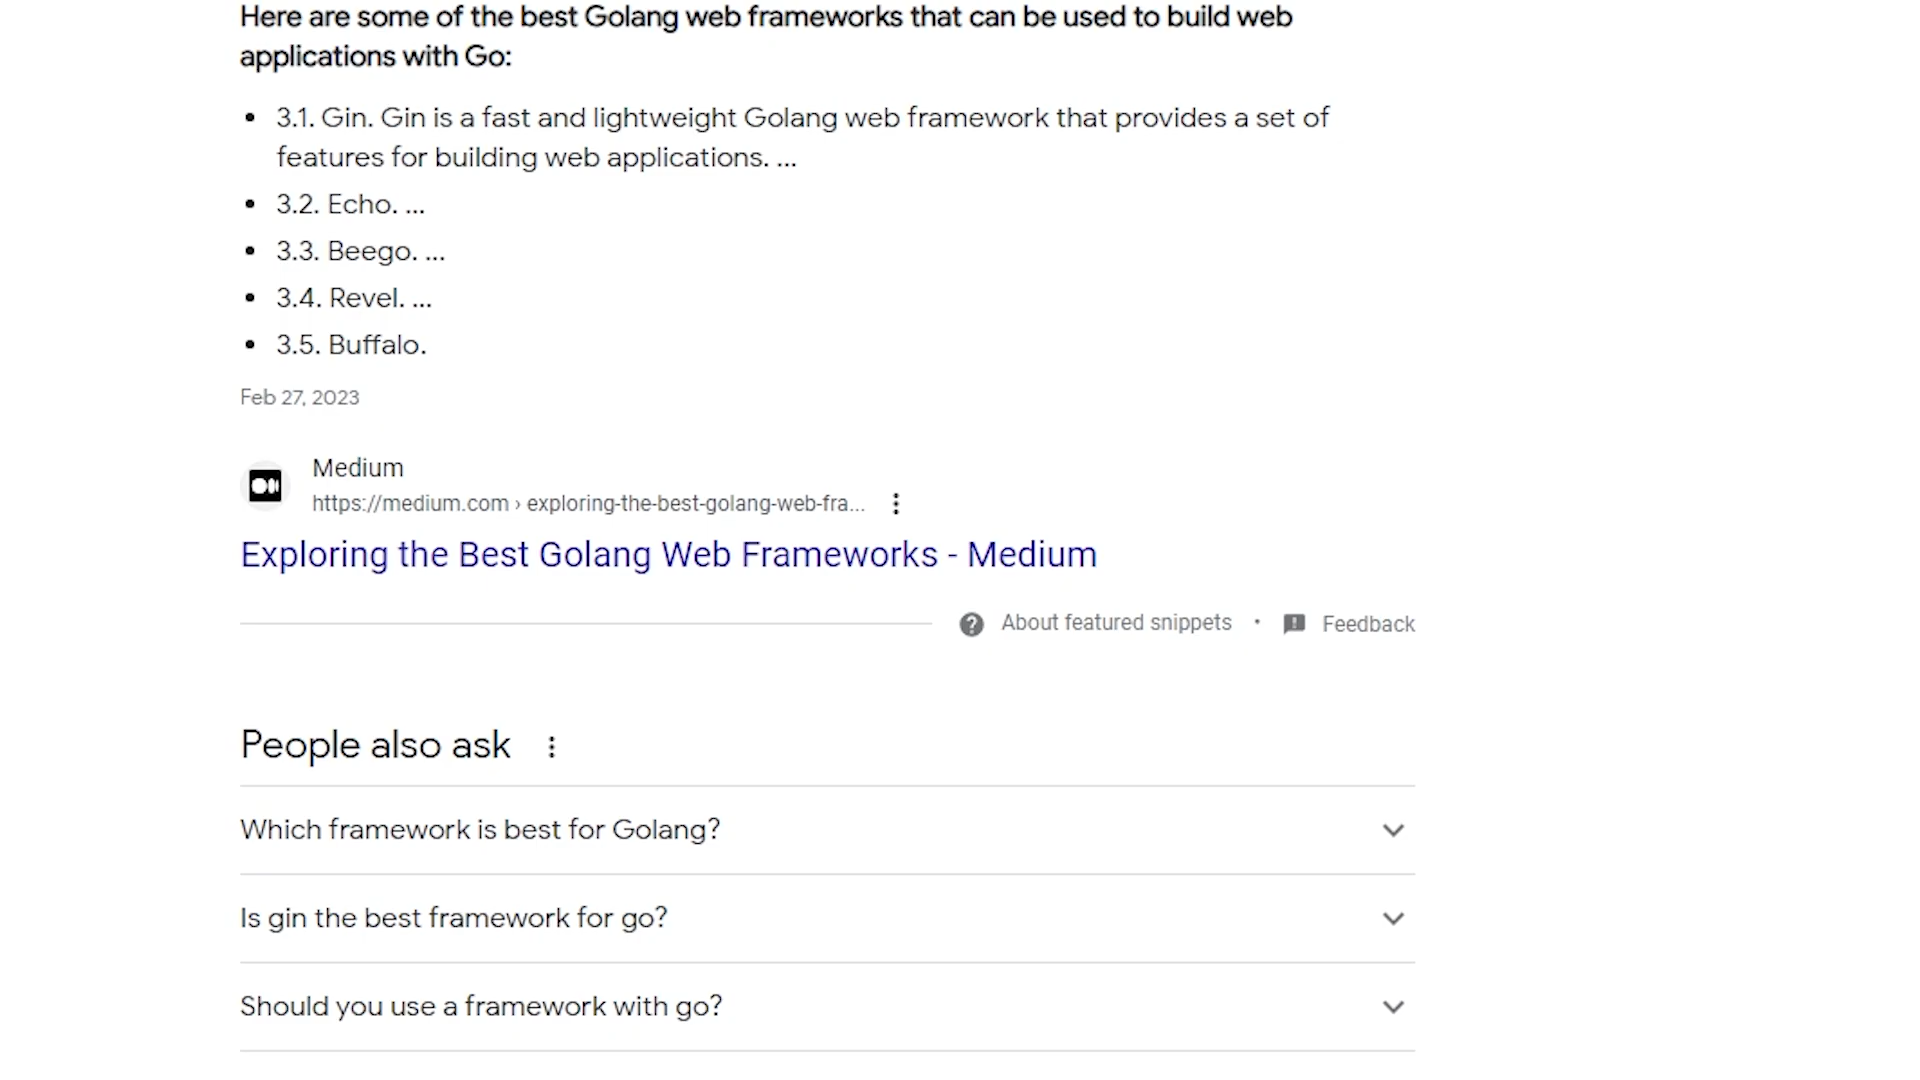 Here are some of the best Golang web frameworks that can be used to build web
applications with Go:
• 3.1. Gin. Gin is a fast and lightweight Golang web framework that provides a set of
features for building web applications. ...
• 3.2. Echo. ...
• 3.3. Beego. ...
• 3.4. Revel. ...
• 3.5. Buffalo.
Feb 27, 2023
Medium
https://medium.com › exploring-the-best-golang-web-fra...
Exploring the Best Golang Web Frameworks - Medium
About featured snippets • Feedback
People also ask
Which framework is best for Golang?
Is gin the best framework for go?
Should you use a framework with go?